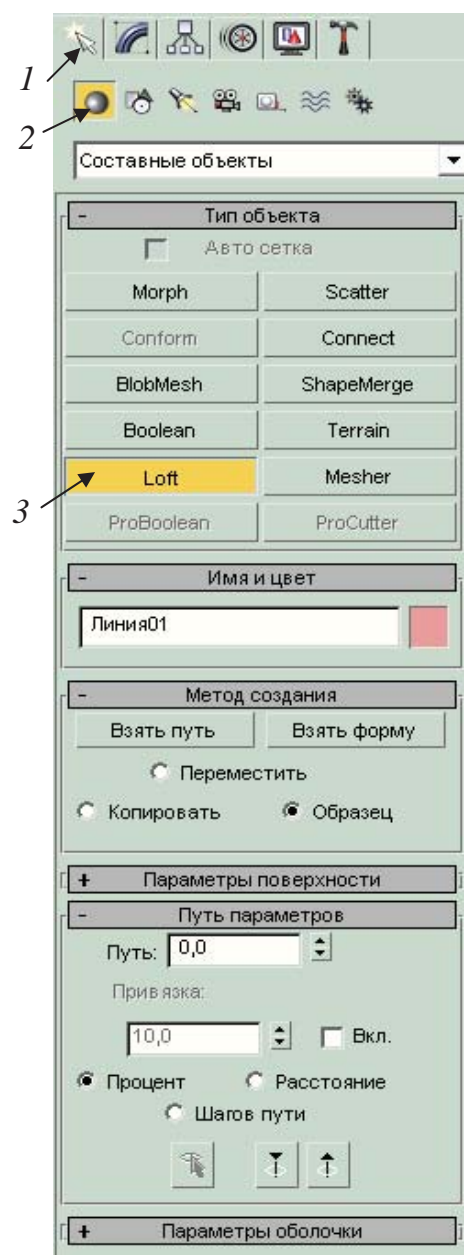 1
2
Составные объекты
- Тип объекта
Авто сетка
Morph Scatter
Conform Connect
BlobMesh ShapeMerge
Boolean Terrain
3
Loft Mesher
ProBoolean ProCutter
- Имя и цвет
Линия01
- Метод создания
Взять путь Взять форму
Переместить
Копировать Образец
+ Параметры поверхности
- Путь параметров
Путь: 0,0
Привязка:
10,0 Вкл.
Процент Расстояние
Шагов пути
+ Параметры оболочки